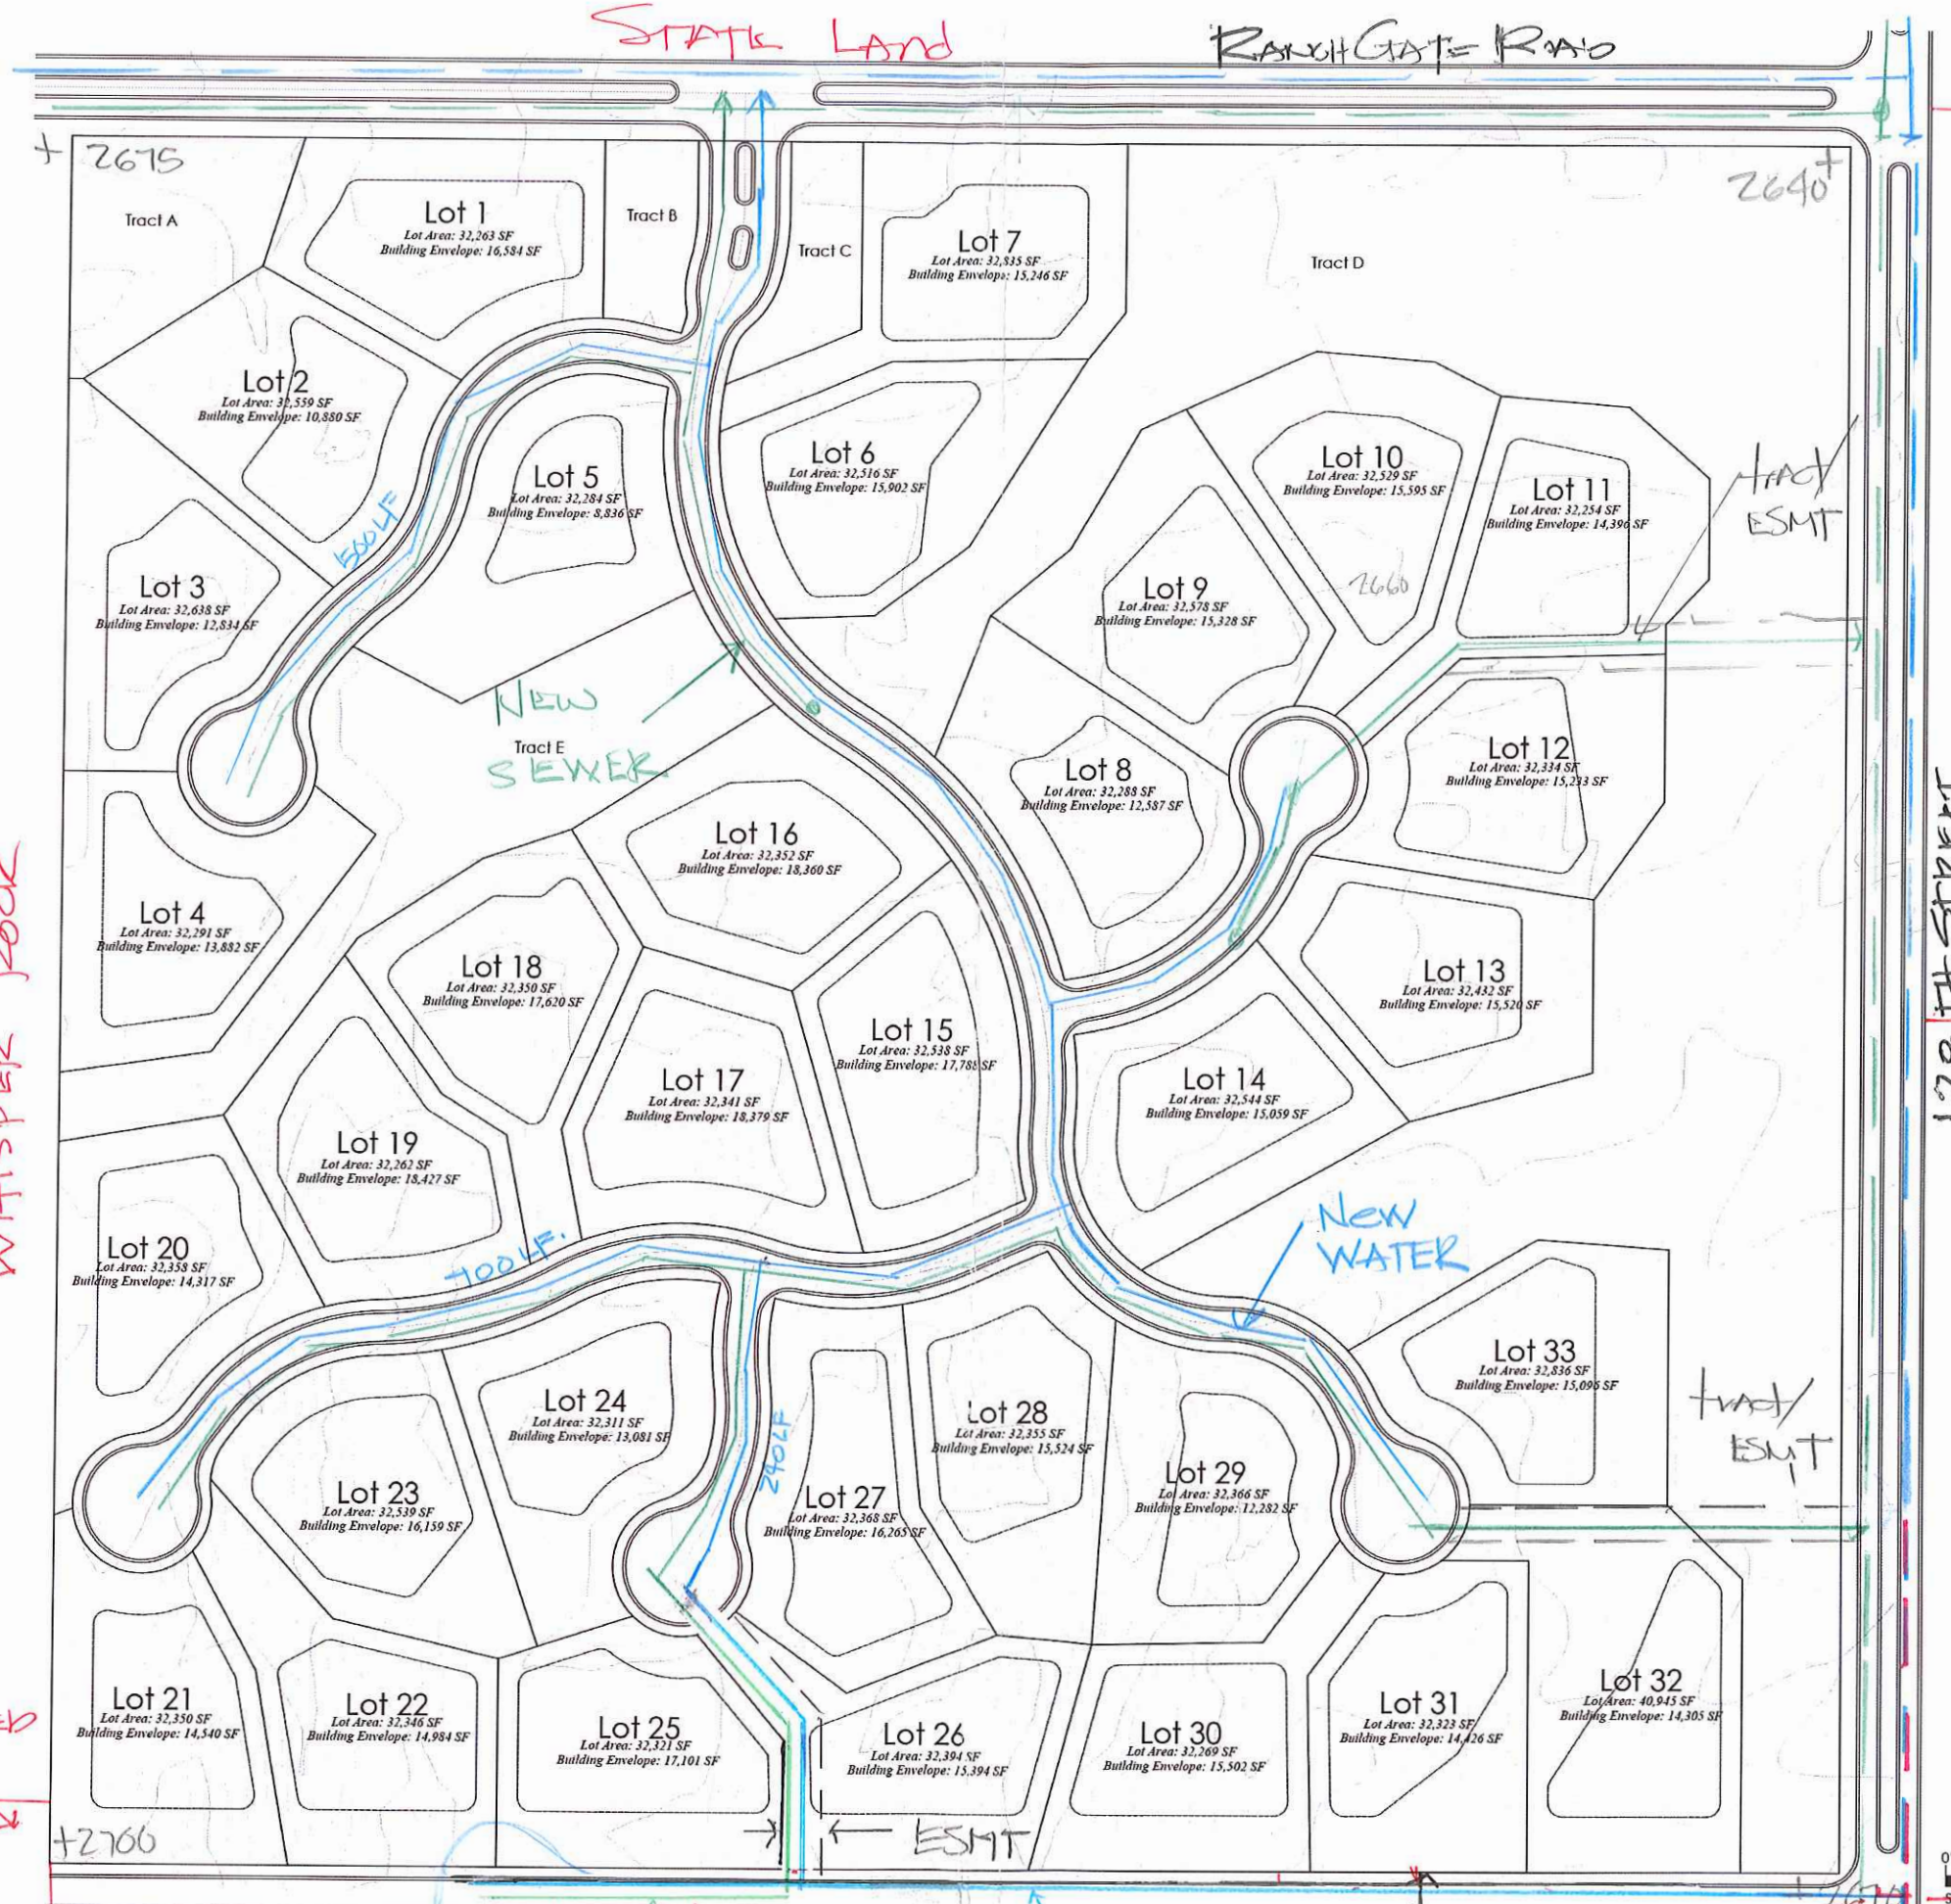 STATE LAND
RANCH GATE ROAD
+ 2675
2640 +
Tract A
Lot 1
Lot Area: 32,263 SF
Building Envelope: 16,584 SF
Tract B
Tract C
Lot 7
Lot Area: 32,835 SF
Building Envelope: 15,246 SF
Tract D
Lot 2
Lot Area: 32,559 SF
Building Envelope: 10,880 SF
Lot 5
Lot Area: 32,284 SF
Building Envelope: 8,836 SF
Lot 6
Lot Area: 32,516 SF
Building Envelope: 15,902 SF
Lot 10
Lot Area: 32,529 SF
Building Envelope: 15,595 SF
Lot 11
Lot Area: 32,254 SF
Building Envelope: 14,396 SF
tract/
ESMT
500 LF
Lot 3
Lot Area: 32,638 SF
Building Envelope: 12,834 SF
Lot 9
Lot Area: 32,578 SF
Building Envelope: 15,328 SF
2660
NEW
SEWER
Tract E
Lot 8
Lot Area: 32,288 SF
Building Envelope: 12,587 SF
Lot 12
Lot Area: 32,334 SF
Building Envelope: 15,233 SF
Lot 16
Lot Area: 32,352 SF
Building Envelope: 18,360 SF
Lot 4
Lot Area: 32,291 SF
Building Envelope: 13,882 SF
Lot 18
Lot Area: 32,350 SF
Building Envelope: 17,620 SF
Lot 13
Lot Area: 32,432 SF
Building Envelope: 15,520 SF
Lot 15
Lot Area: 32,538 SF
Building Envelope: 17,788 SF
Lot 17
Lot Area: 32,341 SF
Building Envelope: 18,379 SF
Lot 14
Lot Area: 32,544 SF
Building Envelope: 15,059 SF
Lot 19
Lot Area: 32,262 SF
Building Envelope: 18,427 SF
WHISPER ROCK
Lot 20
Lot Area: 32,358 SF
Building Envelope: 14,317 SF
New
WATER
Lot 33
Lot Area: 32,836 SF
Building Envelope: 15,096 SF
Lot 24
Lot Area: 32,311 SF
Building Envelope: 13,081 SF
240 LF
Lot 28
Lot Area: 32,355 SF
Building Envelope: 15,524 SF
tract/
ESMT
Lot 23
Lot Area: 32,539 SF
Building Envelope: 16,159 SF
Lot 27
Lot Area: 32,368 SF
Building Envelope: 16,265 SF
Lot 29
Lot Area: 32,366 SF
Building Envelope: 12,282 SF
Lot 21
Lot Area: 32,350 SF
Building Envelope: 14,540 SF
Lot 22
Lot Area: 32,346 SF
Building Envelope: 14,984 SF
Lot 25
Lot Area: 32,321 SF
Building Envelope: 17,101 SF
Lot 26
Lot Area: 32,394 SF
Building Envelope: 15,394 SF
Lot 30
Lot Area: 32,269 SF
Building Envelope: 15,502 SF
Lot 31
Lot Area: 32,323 SF
Building Envelope: 14,426 SF
Lot 32
Lot Area: 40,945 SF
Building Envelope: 14,305 SF
+2700
ESMT